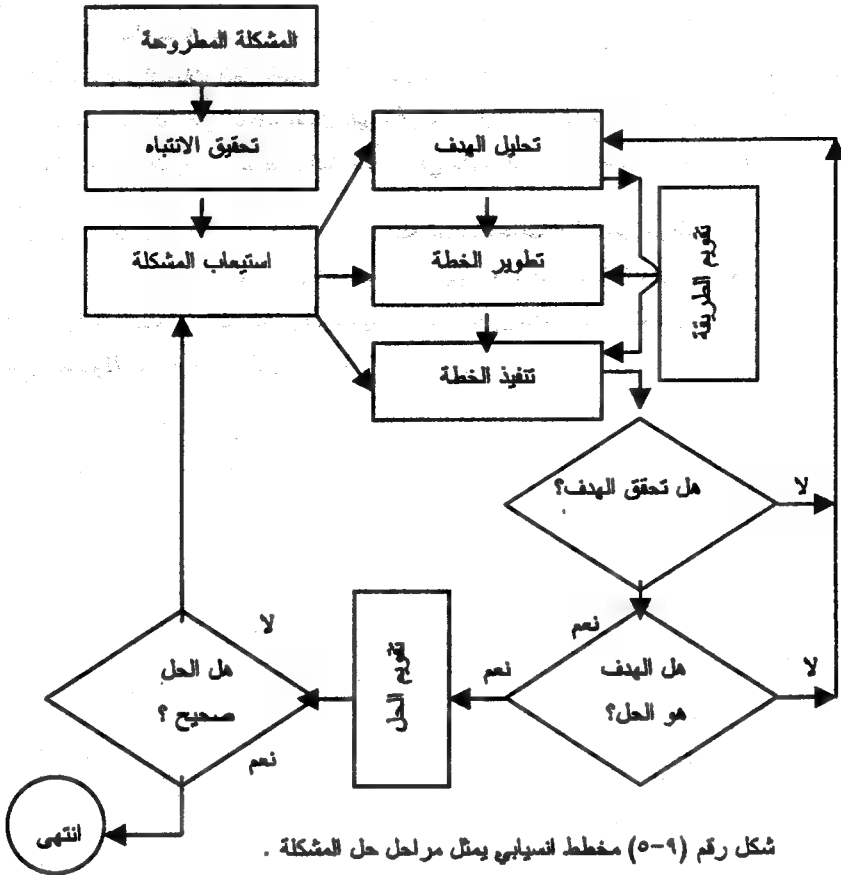 المشكلة المطروحة
تحقيق الانتباه
استيعاب المشكلة
تحليل الهدف
تطوير الخطة
تنفيذ الخطة
تقويم الطريقة
هل تحقق الهدف؟
لا
نعم
هل الهدف
هو الحل؟
لا
نعم
تقويم الحل
هل الحل
صحيح ؟
لا
نعم
انتهى
شكل رقم (٩-٥) مخطط انسيابي يمثل مراحل حل المشكلة .